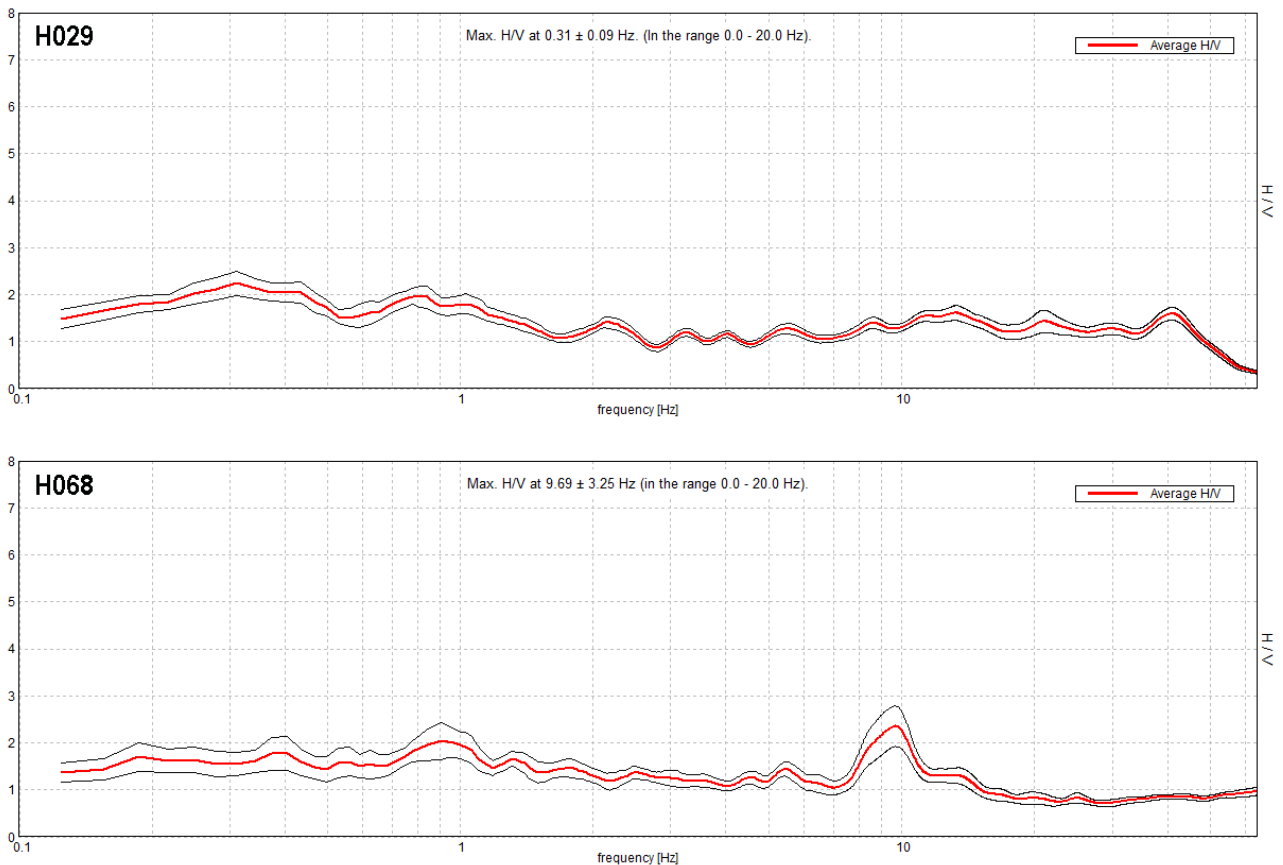 8
H029
Max. H/V at 0.31 ± 0.09 Hz. (In the range 0.0 - 20.0 Hz).
Average H/V
7
6
5
4
H / V
3
2
1
0
0.1
1
10
frequency [Hz]
8
H068
Max. H/V at 9.69 ± 3.25 Hz (in the range 0.0 - 20.0 Hz).
Average H/V
7
6
5
4
H / V
3
2
1
0
0.1
1
10
frequency [Hz]